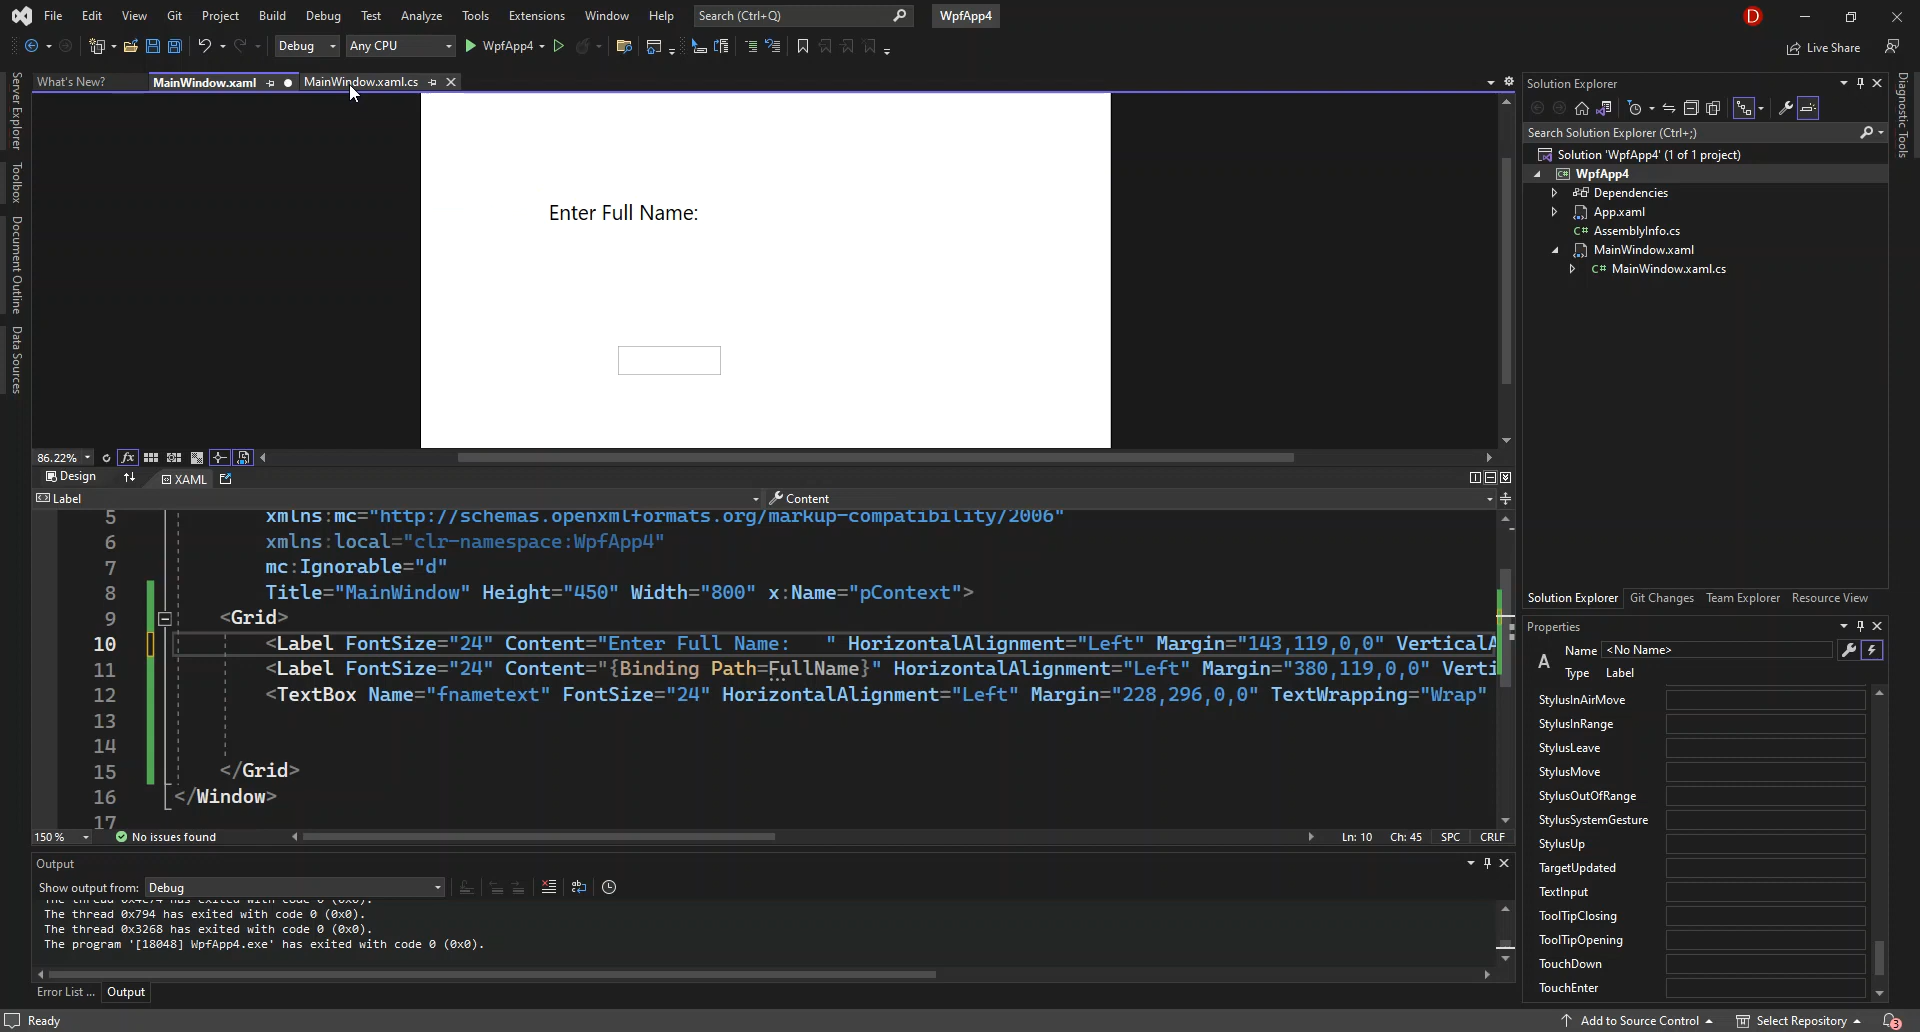 File Edit View Git Project Build Debug Test Analyze Tools Extensions Window Help Search (Ctrl+Q) WpfApp4 D
Debug Any CPU WpfApp4 Live Share
What's New? MainWindow.xaml MainWindow.xaml.cs
Server Explorer
Toolbox
Document Outline
Data Sources
Enter Full Name:
86.22% fx
Design XAML
Label Content
5 xmlns:mc="http://schemas.openxmlformats.org/markup-compatibility/2006"
6 xmlns:local="clr-namespace:WpfApp4"
7 mc:Ignorable="d"
8 Title="MainWindow" Height="450" Width="800" x:Name="pContext">
9 <Grid>
10 <Label FontSize="24" Content="Enter Full Name:   " HorizontalAlignment="Left" Margin="143,119,0,0" VerticalA
11 <Label FontSize="24" Content="{Binding Path=FullName}" HorizontalAlignment="Left" Margin="380,119,0,0" Verti
12 <TextBox Name="fnametext" FontSize="24" HorizontalAlignment="Left" Margin="228,296,0,0" TextWrapping="Wrap"
13
14
15 </Grid>
16 </Window>
17
150 % No issues found Ln: 10 Ch: 45 SPC CRLF
Output
Show output from: Debug
The thread 0x794 has exited with code 0 (0x0).
The thread 0x3268 has exited with code 0 (0x0).
The program '[18048] WpfApp4.exe' has exited with code 0 (0x0).
Error List ... Output
Ready Add to Source Control Select Repository 3
Solution Explorer
Search Solution Explorer (Ctrl+;)
Solution 'WpfApp4' (1 of 1 project)
C# WpfApp4
Dependencies
App.xaml
C# AssemblyInfo.cs
MainWindow.xaml
C# MainWindow.xaml.cs
Solution Explorer Git Changes Team Explorer Resource View
Properties
A Name <No Name>
Type Label
StylusInAirMove
StylusInRange
StylusLeave
StylusMove
StylusOutOfRange
StylusSystemGesture
StylusUp
TargetUpdated
TextInput
ToolTipClosing
ToolTipOpening
TouchDown
TouchEnter
Diagnostic Tools